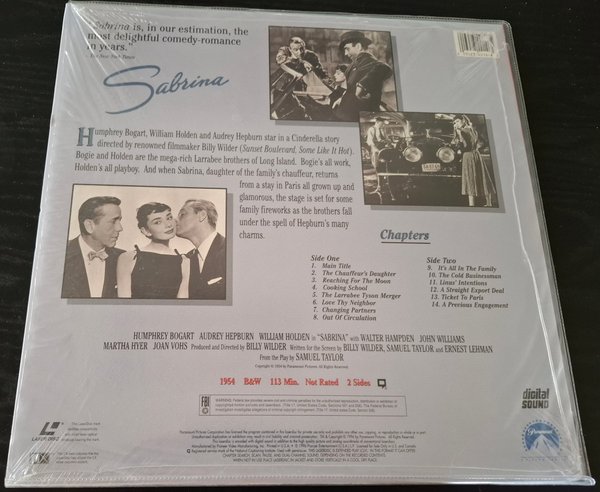 "Sabrina is, in our estimation, the
most delightful comedy-romance
in years."
Sabrina
Humphrey Bogart, William Holden and Audrey Hepburn star in a Cinderella story
directed by renowned filmmaker Billy Wilder (Sunset Boulevard, Some Like It Hot).
Bogie and Holden are the mega-rich Larrabee brothers of Long Island. Bogie's all work,
Holden's all playboy. And when Sabrina, daughter of the family's chauffeur, returns
from a stay in Paris all grown up and
glamorous, the stage is set for some
family fireworks as the brothers fall
under the spell of Hepburn's many
charms.
Chapters
Side One
1. Main Title
2. The Chauffeur's Daughter
3. Reaching For The Moon
4. Cooking School
5. The Larrabee Tyson Merger
6. Love Thy Neighbor
7. Changing Partners
8. Out Of Circulation
Side Two
9. It's All In The Family
10. The Cold Businessman
11. Linus' Intentions
12. A Straight Export Deal
13. Ticket To Paris
14. A Previous Engagement
HUMPHREY BOGART AUDREY HEPBURN WILLIAM HOLDEN in "SABRINA" with WALTER HAMPDEN JOHN WILLIAMS
MARTHA HYER JOAN VOHS Produced and Directed by BILLY WILDER Written for the Screen by BILLY WILDER, SAMUEL TAYLOR and ERNEST LEHMAN
From the Play by SAMUEL TAYLOR
1954 B&W 113 Min. Not Rated 2 Sides
FBI
digital
SOUND
LASERDISC
CX
Paramount